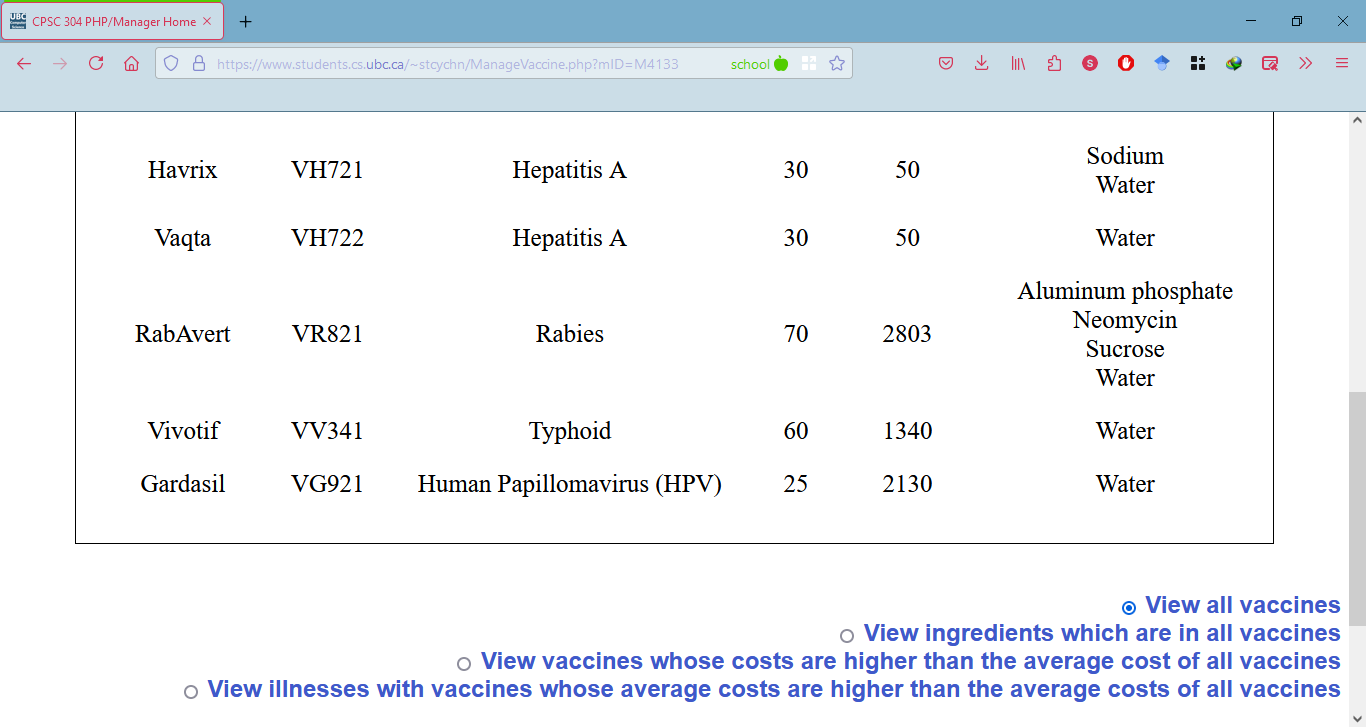 UBC CPSC 304 PHP/Manager Home
https://www.students.cs.ubc.ca/~stcychn/ManageVaccine.php?mID=M4133 school
S
Havrix VH721 Hepatitis A 30 50 Sodium
Water
Vaqta VH722 Hepatitis A 30 50 Water
Aluminum phosphate
Neomycin
RabAvert VR821 Rabies 70 2803 Sucrose
Water
Vivotif VV341 Typhoid 60 1340 Water
Gardasil VG921 Human Papillomavirus (HPV) 25 2130 Water
View all vaccines
View ingredients which are in all vaccines
View vaccines whose costs are higher than the average cost of all vaccines
View illnesses with vaccines whose average costs are higher than the average costs of all vaccines